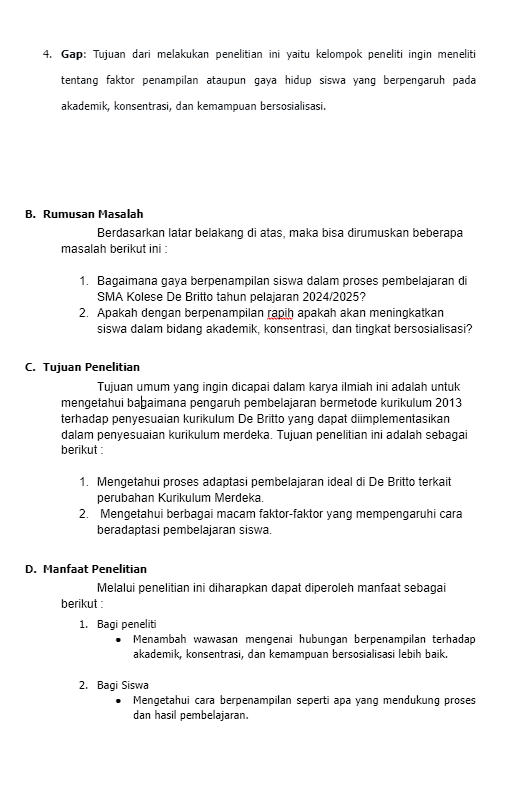 4. Gap: Tujuan dari melakukan penelitian ini yaitu kelompok peneliti ingin meneliti
tentang faktor penampilan ataupun gaya hidup siswa yang berpengaruh pada
akademik, konsentrasi, dan kemampuan bersosialisasi.
B. Rumusan Masalah
Berdasarkan latar belakang di atas, maka bisa dirumuskan beberapa
masalah berikut ini :
1. Bagaimana gaya berpenampilan siswa dalam proses pembelajaran di
SMA Kolese De Britto tahun pelajaran 2024/2025?
2. Apakah dengan berpenampilan rapih apakah akan meningkatkan
siswa dalam bidang akademik, konsentrasi, dan tingkat bersosialisasi?
C. Tujuan Penelitian
Tujuan umum yang ingin dicapai dalam karya ilmiah ini adalah untuk
mengetahui bagaimana pengaruh pembelajaran bermetode kurikulum 2013
terhadap penyesuaian kurikulum De Britto yang dapat diimplementasikan
dalam penyesuaian kurikulum merdeka. Tujuan penelitian ini adalah sebagai
berikut :
1. Mengetahui proses adaptasi pembelajaran ideal di De Britto terkait
perubahan Kurikulum Merdeka.
2. Mengetahui berbagai macam faktor-faktor yang mempengaruhi cara
beradaptasi pembelajaran siswa.
D. Manfaat Penelitian
Melalui penelitian ini diharapkan dapat diperoleh manfaat sebagai
berikut :
1. Bagi peneliti
• Menambah wawasan mengenai hubungan berpenampilan terhadap
akademik, konsentrasi, dan kemampuan bersosialisasi lebih baik.
2. Bagi Siswa
• Mengetahui cara berpenampilan seperti apa yang mendukung proses
dan hasil pembelajaran.